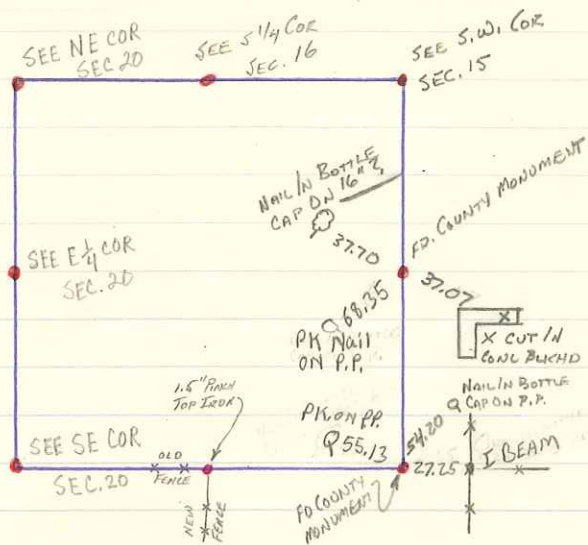 SEE NE COR
SEC. 20
SEE S 1/4 COR
SEC. 16
SEE S.W. COR
SEC. 15
NAIL IN BOTTLE
CAP ON 16"
37.70
FD. COUNTY MONUMENT
SEE E 1/4 COR
SEC. 20
68.35
37.07
PK Nail
ON P.P.
X CUT IN
CONC BLKHD
1.5" PINCH
TOP IRON
PK ON P.P.
55.13
NAIL IN BOTTLE
CAP ON P.P.
54.20
SEE SE COR
SEC. 20
OLD
FENCE
27.25
I BEAM
NEW
FENCE
FD COUNTY
MONUMENT